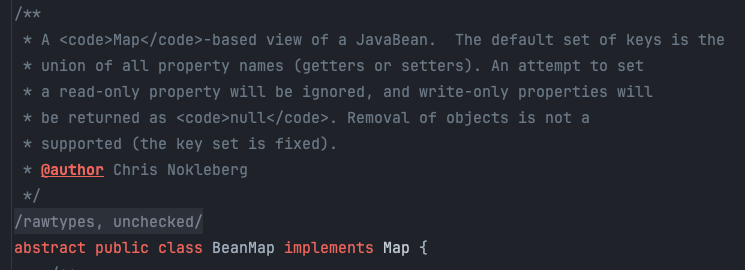 /**
* A <code>Map</code>-based view of a JavaBean.  The default set of keys is the
* union of all property names (getters or setters). An attempt to set
* a read-only property will be ignored, and write-only properties will
* be returned as <code>null</code>. Removal of objects is not a
* supported (the key set is fixed).
* @author Chris Nokleberg
*/
/rawtypes, unchecked/
abstract public class BeanMap implements Map {